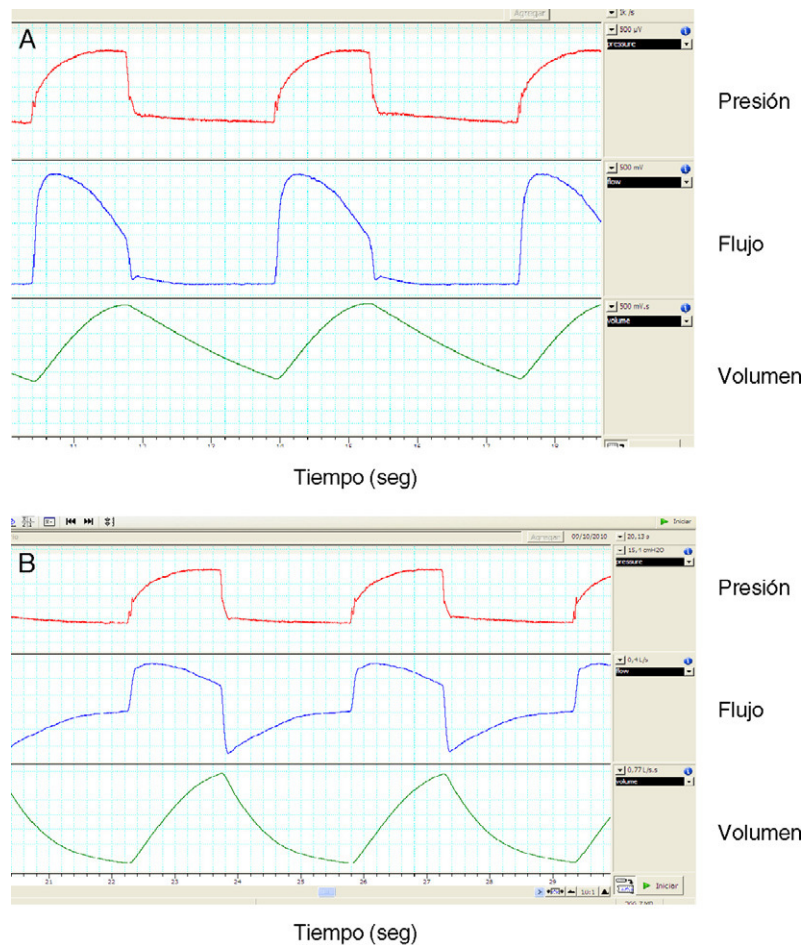 Agregar
1k /s
A
500 µV
pressure
Presión
500 mV
flow
Flujo
500 mV.s
volume
Volumen
Tiempo (seg)
Iniciar
Agregar
09/10/2010
20,13 s
B
15,4 cmH2O
pressure
Presión
0,4 L/s
flow
Flujo
0,77 L/s.s
volume
Volumen
21 22 23 24 25 26 27 28 29
10:1
Iniciar
Tiempo (seg)